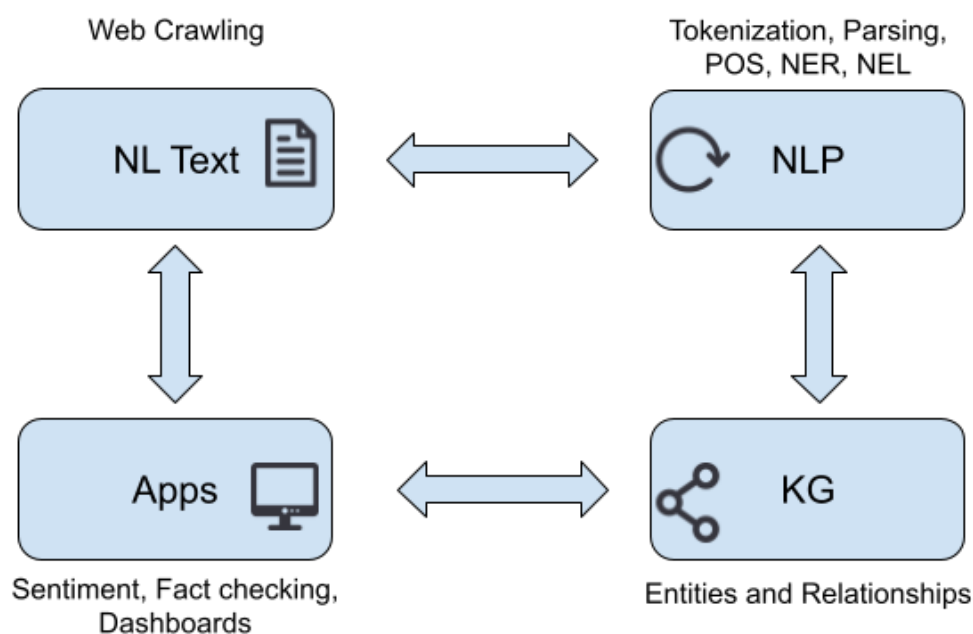 Web Crawling
Tokenization, Parsing,
POS, NER, NEL
NL Text
NLP
Apps
KG
Sentiment, Fact checking,
Dashboards
Entities and Relationships